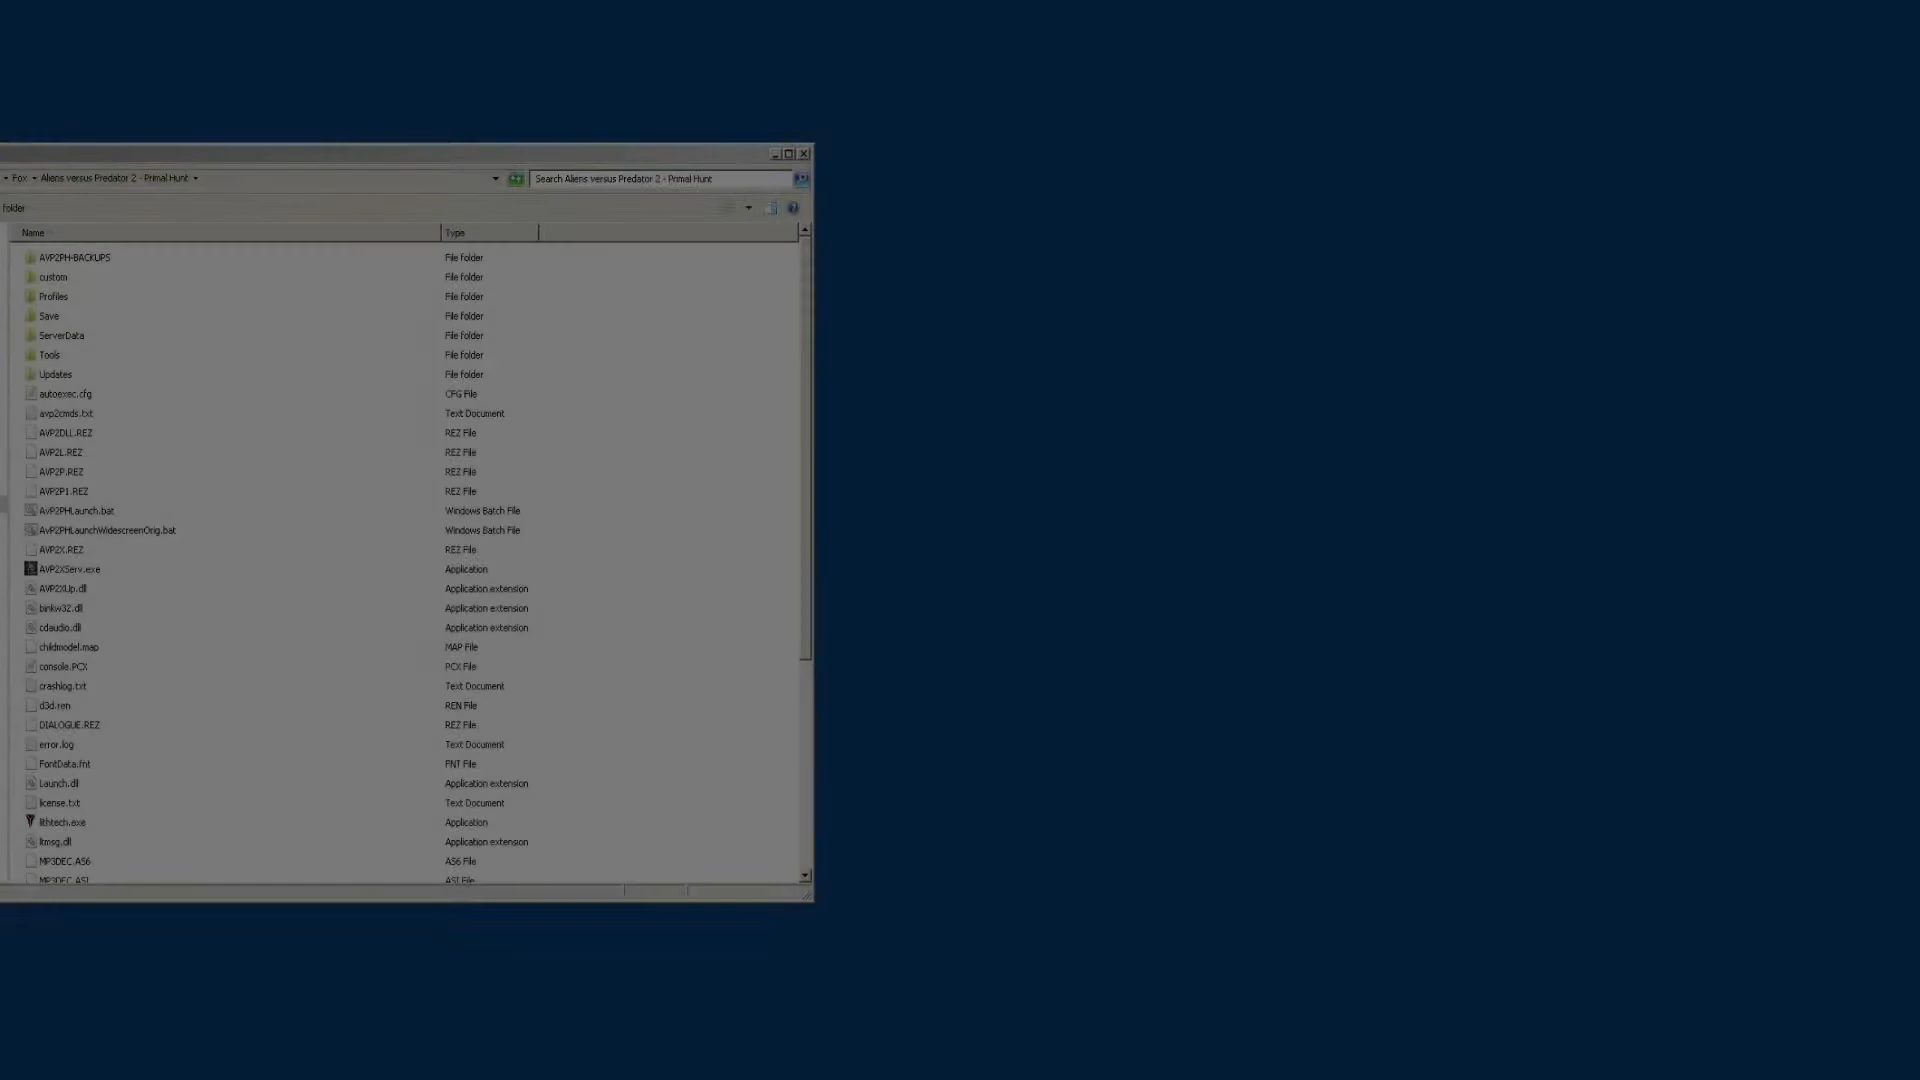 Fox Aliens versus Predator 2 - Primal Hunt Search Aliens versus Predator 2 - Primal Hunt
folder
Name Type
AVP2PH-BACKUPS File folder
custom File folder
Profiles File folder
Save File folder
ServerData File folder
Tools File folder
Updates File folder
autoexec.cfg CFG File
avp2cmds.txt Text Document
AVP2DLL.REZ REZ File
AVP2L.REZ REZ File
AVP2P.REZ REZ File
AVP2P1.REZ REZ File
AvP2PHLaunch.bat Windows Batch File
AvP2PHLaunchWidescreenOrig.bat Windows Batch File
AVP2X.REZ REZ File
AVP2XServ.exe Application
AVP2XUp.dll Application extension
binkw32.dll Application extension
cdaudio.dll Application extension
childmodel.map MAP File
console.PCX PCX File
crashlog.txt Text Document
d3d.ren REN File
DIALOGUE.REZ REZ File
error.log Text Document
FontData.fnt FNT File
Launch.dll Application extension
license.txt Text Document
lithtech.exe Application
ltmsg.dll Application extension
MP3DEC.AS6 AS6 File
MP3DEC.ASI ASI File